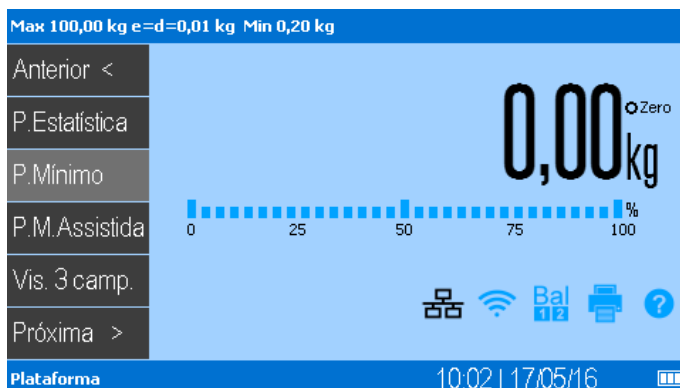 Max 100,00 kg e=d=0,01 kg Min 0,20 kg
Anterior <
P.Estatística
P.Mínimo
P.M.Assistida
Vis. 3 camp.
Próxima >
0,00 kg
Zero
%
0 25 50 75 100
Bal
1 2
?
Plataforma
10:02 | 17/05/16